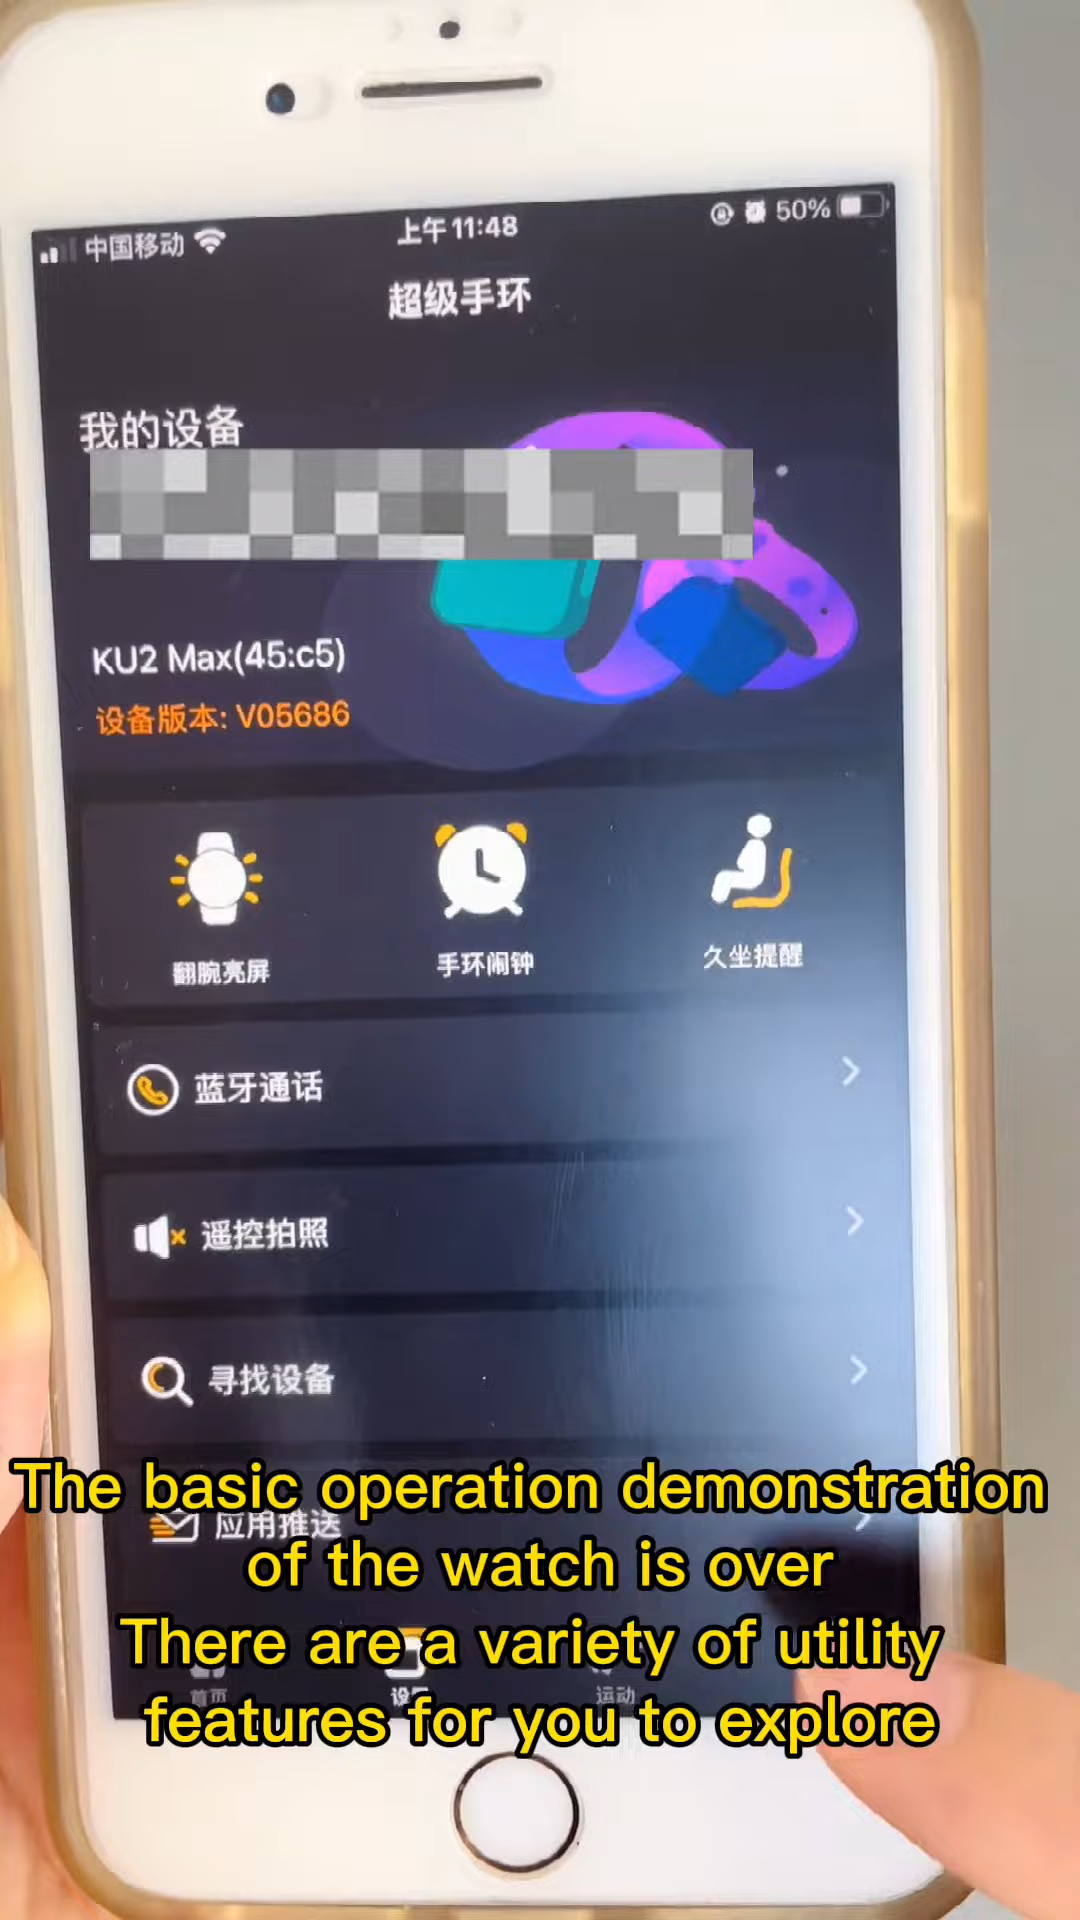 中国移动
上午11:48
50%
超级手环
我的设备
KU2 Max(45:c5)
设备版本: V05686
翻腕亮屏
手环闹钟
久坐提醒
蓝牙通话
遥控拍照
寻找设备
The basic operation demonstration
应用推送
of the watch is over
There are a variety of utility
首页
运动
features for you to explore